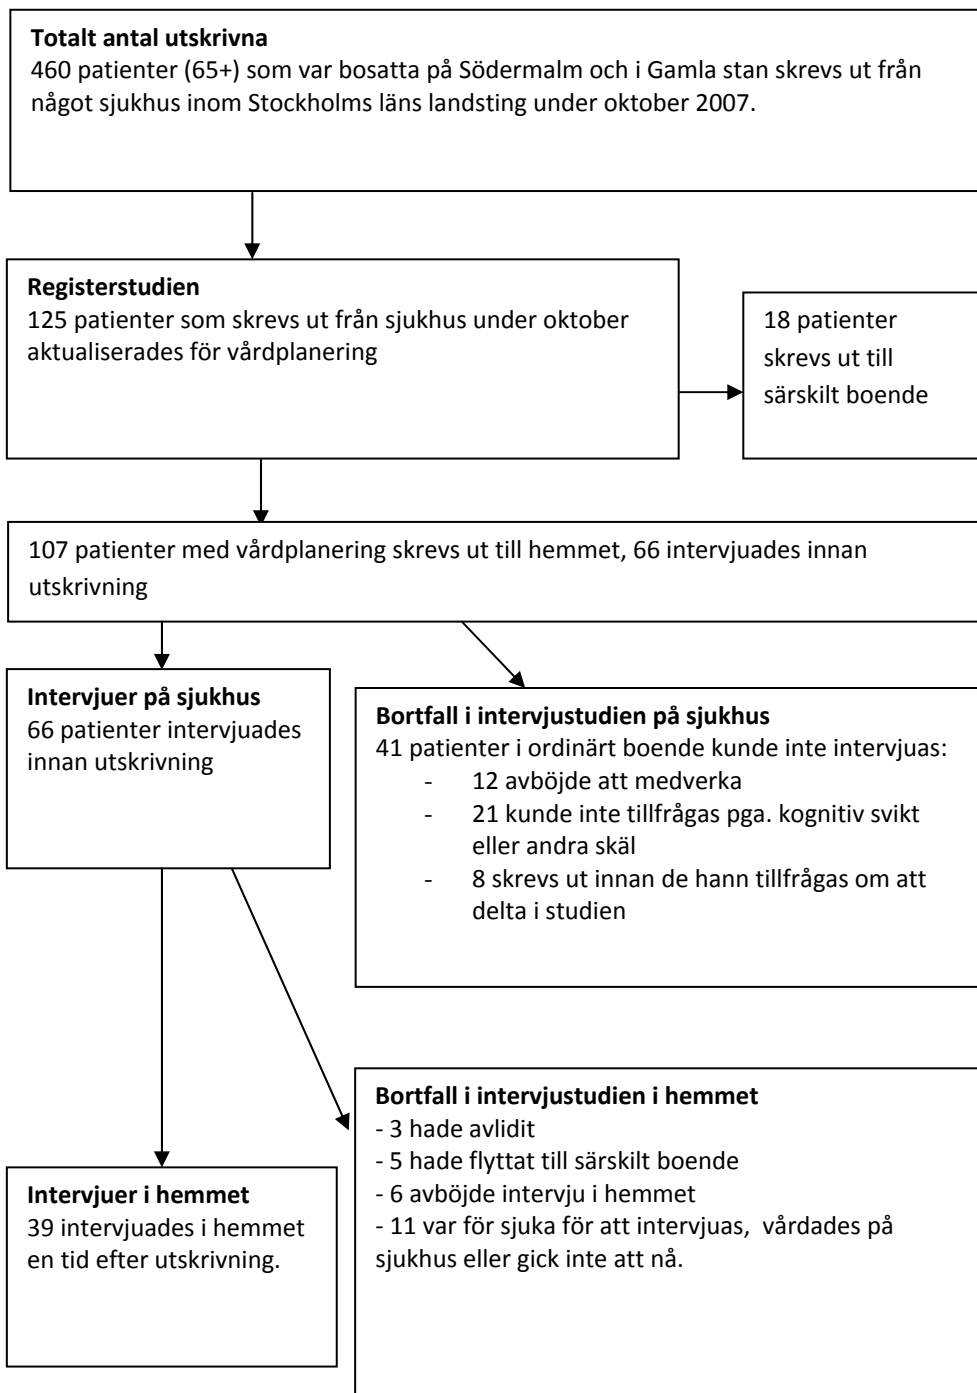 Totalt antal utskrivna
460 patienter (65+) som var bosatta på Södermalm och i Gamla stan skrevs ut från
något sjukhus inom Stockholms läns landsting under oktober 2007.
Registerstudien
125 patienter som skrevs ut från sjukhus under oktober
aktualiserades för vårdplanering
18 patienter
skrevs ut till
särskilt boende
107 patienter med vårdplanering skrevs ut till hemmet, 66 intervjuades innan
utskrivning
Intervjuer på sjukhus
66 patienter intervjuades
innan utskrivning
Bortfall i intervjustudien på sjukhus
41 patienter i ordinärt boende kunde inte intervjuas:
- 12 avböjde att medverka
- 21 kunde inte tillfrågas pga. kognitiv svikt
eller andra skäl
- 8 skrevs ut innan de hann tillfrågas om att
delta i studien
Bortfall i intervjustudien i hemmet
- 3 hade avlidit
- 5 hade flyttat till särskilt boende
- 6 avböjde intervju i hemmet
- 11 var för sjuka för att intervjuas, vårdades på
sjukhus eller gick inte att nå.
Intervjuer i hemmet
39 intervjuades i hemmet
en tid efter utskrivning.